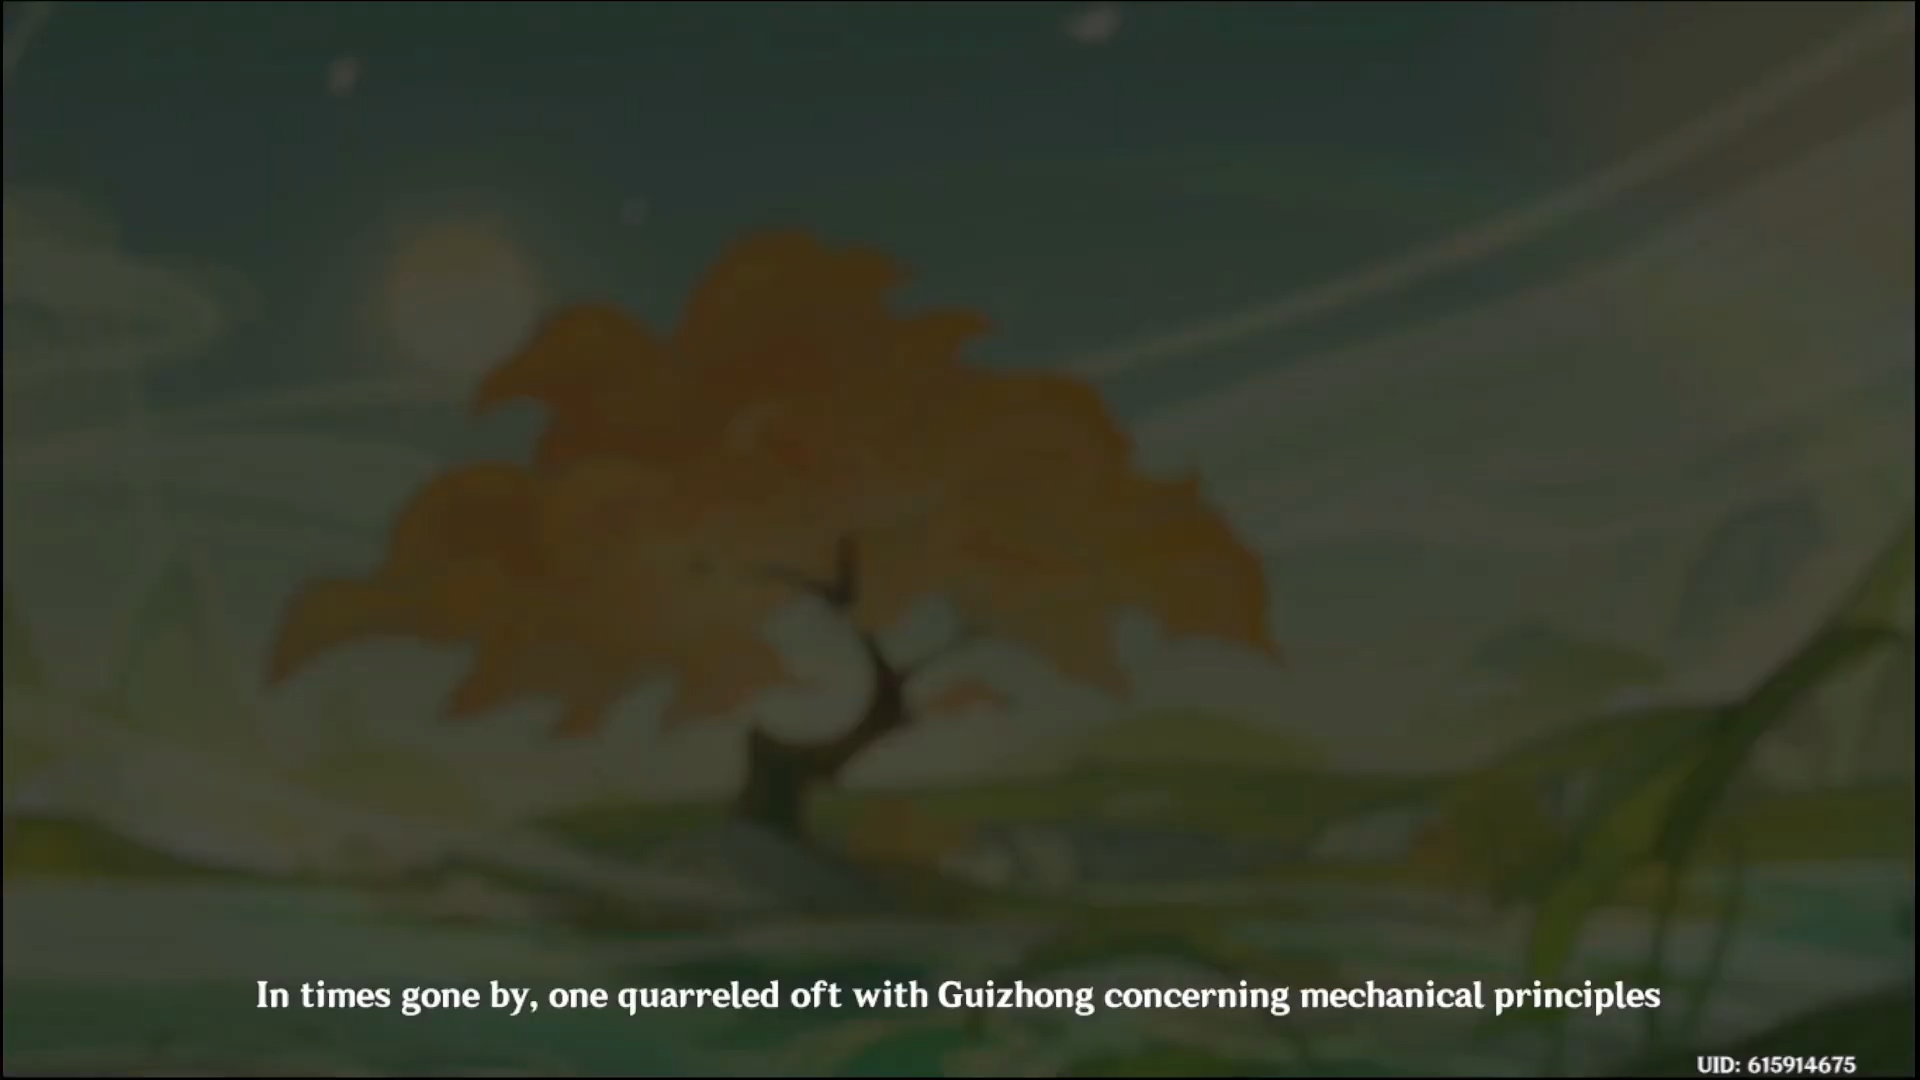 In times gone by, one quarreled oft with Guizhong concerning mechanical principles
UID: 615914675